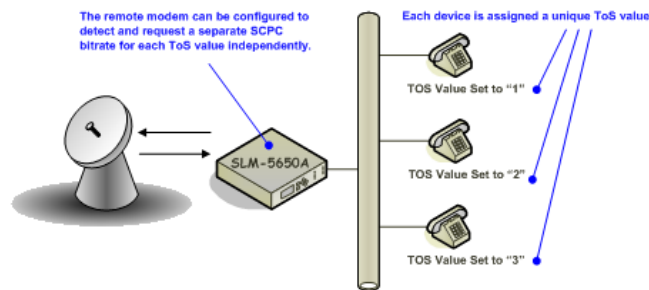 The remote modem can be configured to
detect and request a separate SCPC
bitrate for each ToS value independently.
Each device is assigned a unique ToS value
SLM-5650A
TOS Value Set to "1"
TOS Value Set to "2"
TOS Value Set to "3"